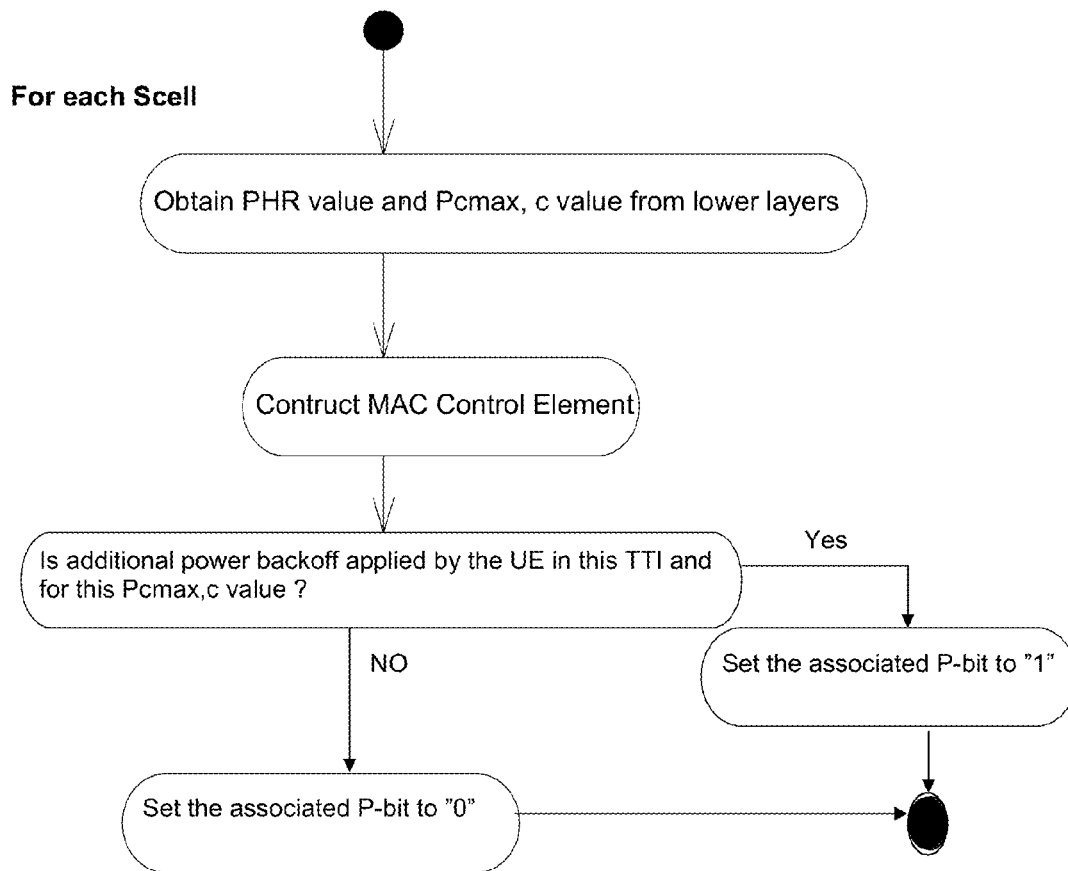 For each Scell
Obtain PHR value and Pcmax, c value from lower layers
Contruct MAC Control Element
Is additional power backoff applied by the UE in this TTI and
for this Pcmax,c value ?
Yes
NO
Set the associated P-bit to ”1”
Set the associated P-bit to ”0”